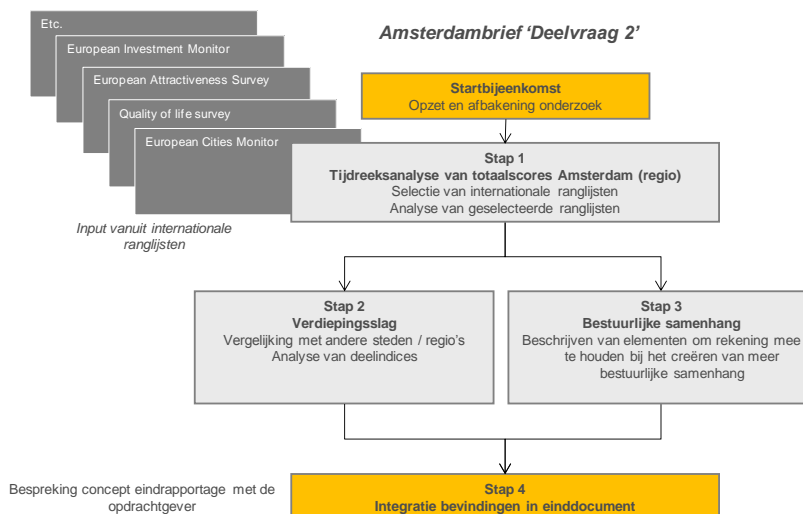 Amsterdambrief ‘Deelvraag 2’
Etc.
European Investment Monitor
European Attractiveness Survey
Quality of life survey
European Cities Monitor
Input vanuit internationale
ranglijsten
Startbijeenkomst
Opzet en afbakening onderzoek
Stap 1
Tijdreeksanalyse van totaalscores Amsterdam (regio)
Selectie van internationale ranglijsten
Analyse van geselecteerde ranglijsten
Stap 2
Verdiepingsslag
Vergelijking met andere steden / regio’s
Analyse van deelindices
Stap 3
Bestuurlijke samenhang
Beschrijven van elementen om rekening mee
te houden bij het creëren van meer
bestuurlijke samenhang
Bespreking concept eindrapportage met de
opdrachtgever
Stap 4
Integratie bevindingen in einddocument